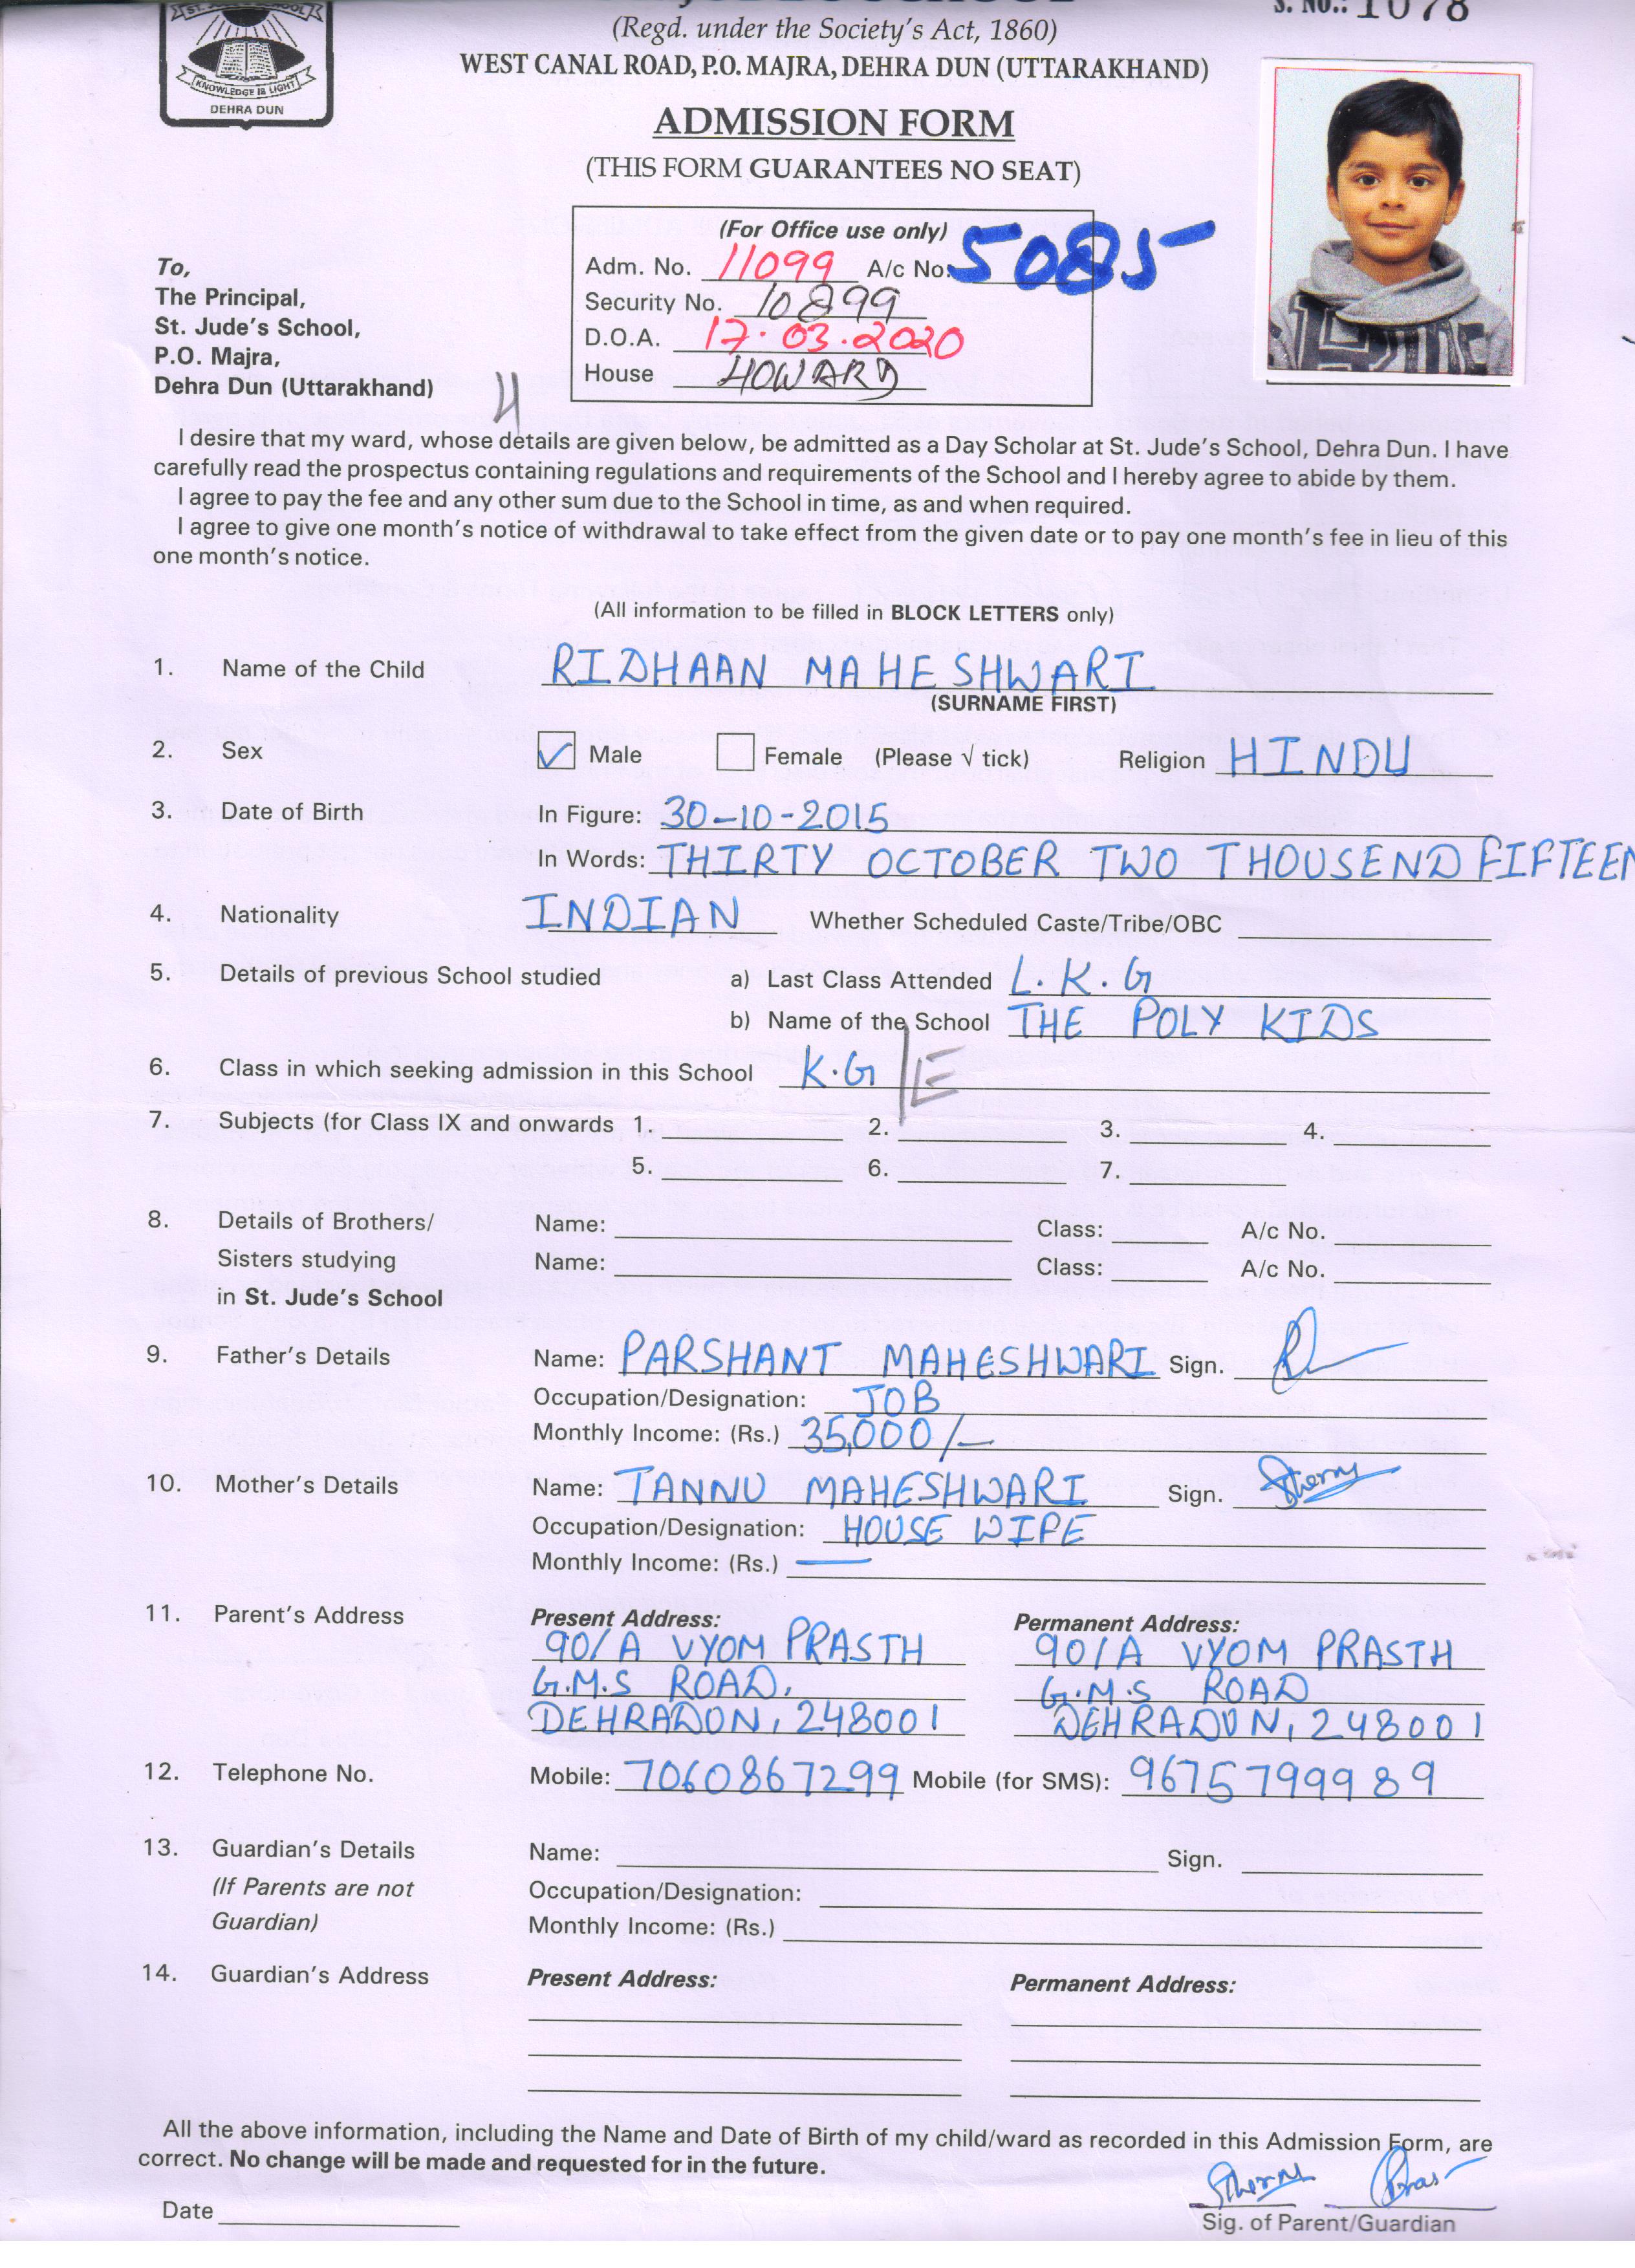 ST. JUDE'S SCHOOL
KNOWLEDGE IS LIGHT
DEHRA DUN
S. No.: 1078
(Regd. under the Society's Act, 1860)
WEST CANAL ROAD, P.O. MAJRA, DEHRA DUN (UTTARAKHAND)
ADMISSION FORM
(THIS FORM GUARANTEES NO SEAT)
(For Office use only)
Adm. No. 11099 A/c No. 5085
Security No. 10899
D.O.A. 17.03.2020
House HOWARD
To,
The Principal,
St. Jude's School,
P.O. Majra,
Dehra Dun (Uttarakhand)
I desire that my ward, whose details are given below, be admitted as a Day Scholar at St. Jude's School, Dehra Dun. I have
carefully read the prospectus containing regulations and requirements of the School and I hereby agree to abide by them.
I agree to pay the fee and any other sum due to the School in time, as and when required.
I agree to give one month's notice of withdrawal to take effect from the given date or to pay one month's fee in lieu of this
one month's notice.
(All information to be filled in BLOCK LETTERS only)
1. Name of the Child RIDHAAN MAHESHWARI
(SURNAME FIRST)
2. Sex ✓ Male Female (Please √ tick) Religion HINDU
3. Date of Birth In Figure: 30-10-2015
In Words: THIRTY OCTOBER TWO THOUSEND FIFTEEN
4. Nationality INDIAN Whether Scheduled Caste/Tribe/OBC
5. Details of previous School studied a) Last Class Attended L.K.G
b) Name of the School THE POLY KIDS
6. Class in which seeking admission in this School K.G/E
7. Subjects (for Class IX and onwards 1. 2. 3. 4.
5. 6. 7.
8. Details of Brothers/ Name: Class: A/c No.
Sisters studying Name: Class: A/c No.
in St. Jude's School
9. Father's Details Name: PARSHANT MAHESHWARI Sign.
Occupation/Designation: JOB
Monthly Income: (Rs.) 35,000/-
10. Mother's Details Name: TANNU MAHESHWARI Sign.
Occupation/Designation: HOUSE WIPE
Monthly Income: (Rs.) —
11. Parent's Address Present Address: Permanent Address:
90/A VYOM PRASTH 90/A VYOM PRASTH
G.M.S ROAD, G.M.S ROAD
DEHRADUN, 248001 DEHRADUN, 248001
12. Telephone No. Mobile: 7060867299 Mobile (for SMS): 9675799989
13. Guardian's Details Name: Sign.
(If Parents are not Occupation/Designation:
Guardian) Monthly Income: (Rs.)
14. Guardian's Address Present Address: Permanent Address:
All the above information, including the Name and Date of Birth of my child/ward as recorded in this Admission Form, are
correct. No change will be made and requested for in the future.
Date
Sig. of Parent/Guardian